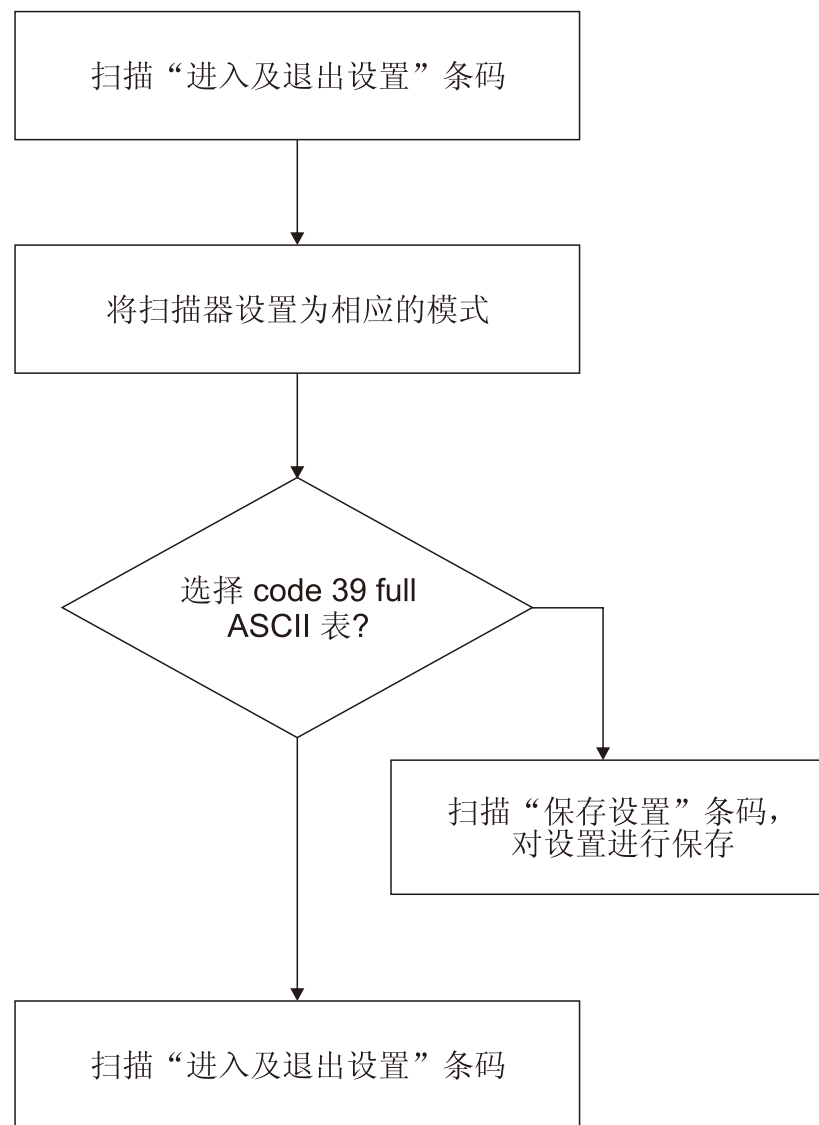 扫描“进入及退出设置”条码
将扫描器设置为相应的模式
选择 code 39 full
ASCII 表?
扫描“保存设置”条码，
对设置进行保存
扫描“进入及退出设置”条码